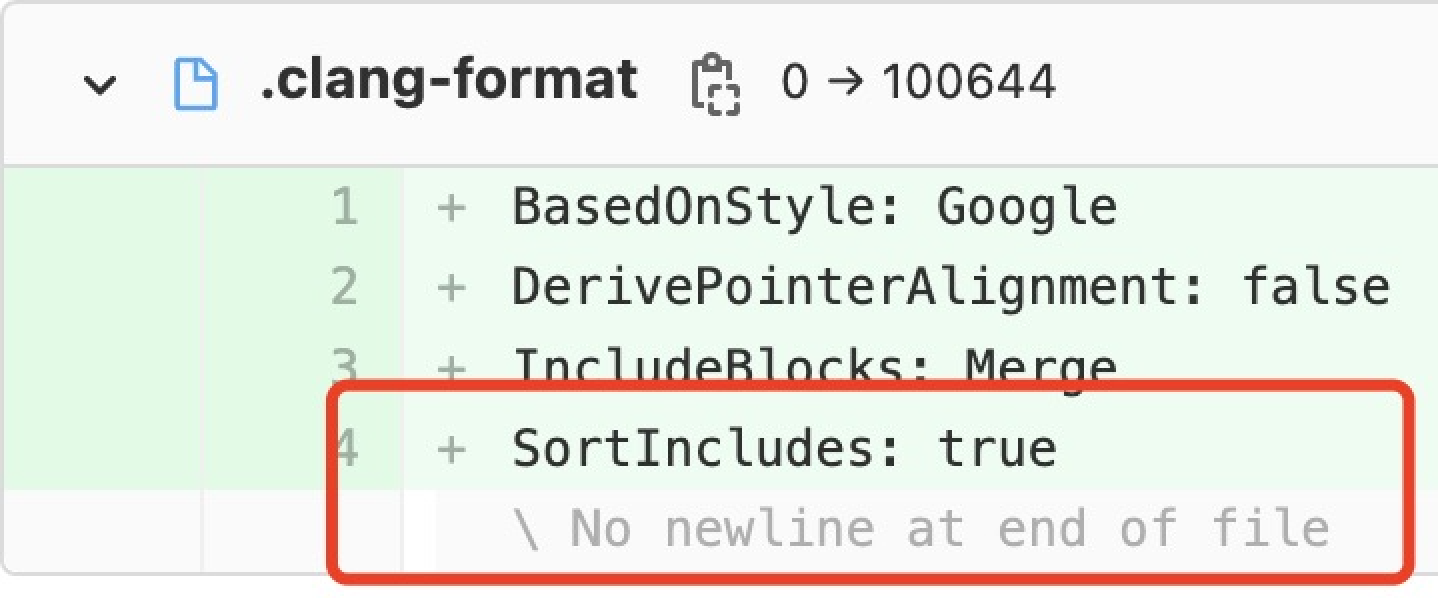 .clang-format 0 → 100644
1 + BasedOnStyle: Google
2 + DerivePointerAlignment: false
3 + IncludeBlocks: Merge
4 + SortIncludes: true
\ No newline at end of file